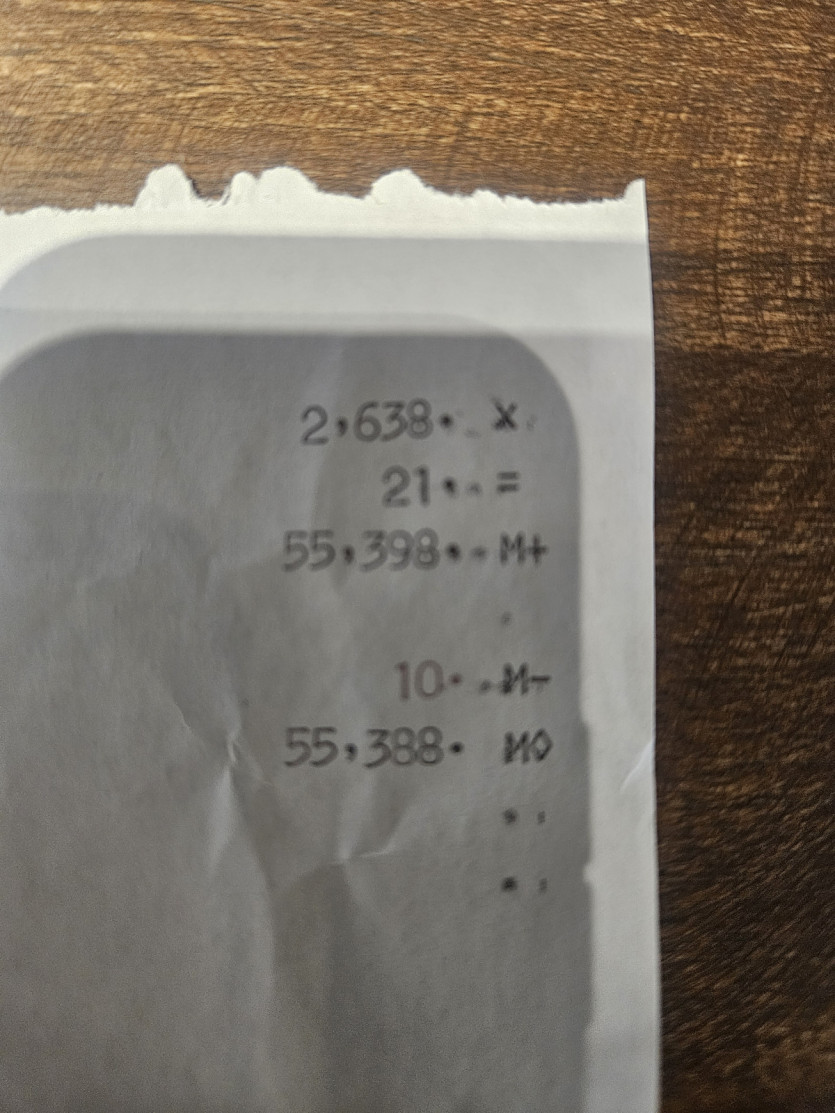 2,638. X
21. =
55,398. M+
10. M-
55,388. M◊